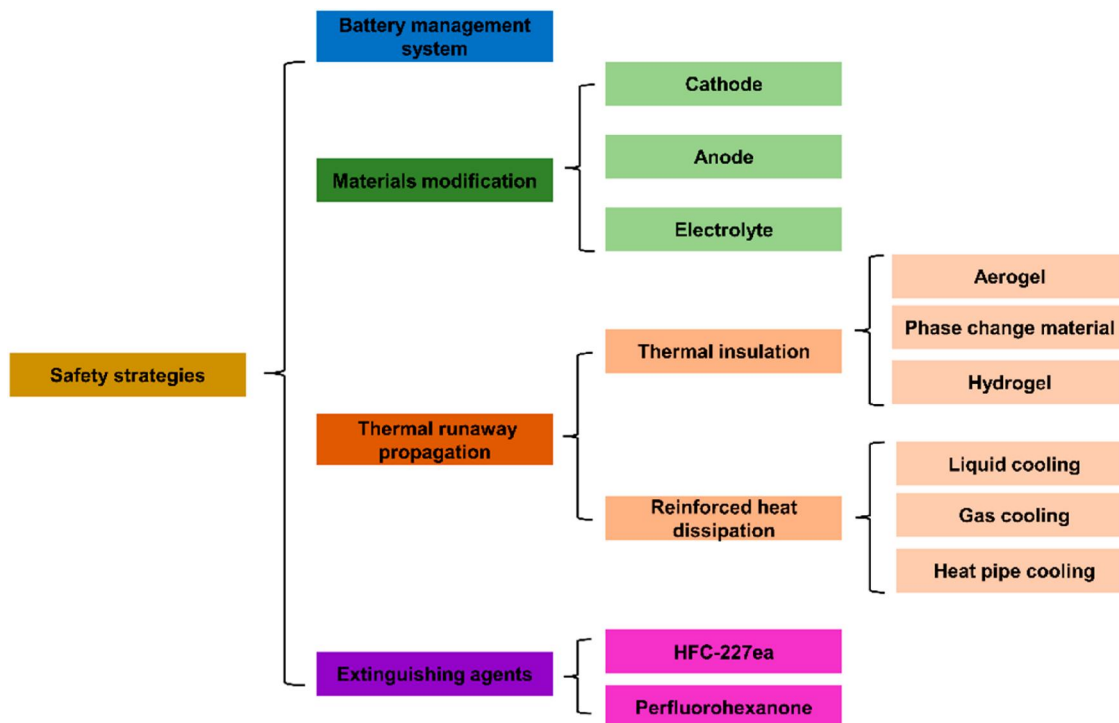 Safety strategies
Battery management
system
Materials modification
Cathode
Anode
Electrolyte
Thermal runaway
propagation
Thermal insulation
Aerogel
Phase change material
Hydrogel
Reinforced heat
dissipation
Liquid cooling
Gas cooling
Heat pipe cooling
Extinguishing agents
HFC-227ea
Perfluorohexanone